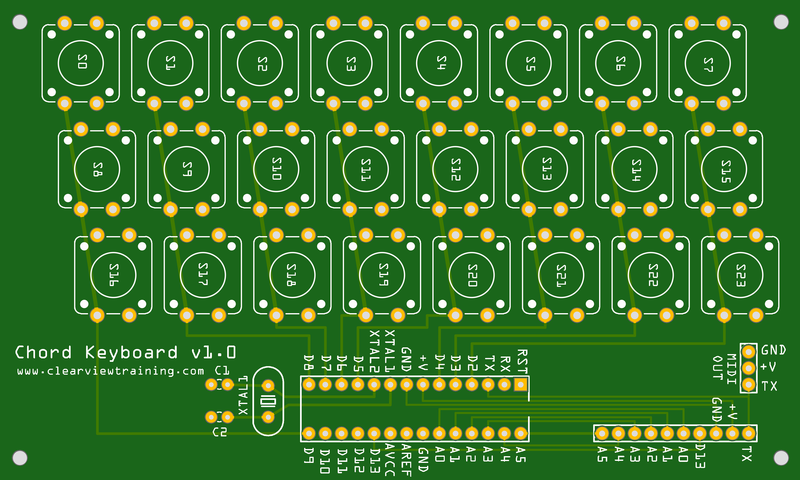 S0 S1 S2 S3 S4 S5 S6 S7
S8 S9 S10 S11 S12 S13 S14 S15
S16 S17 S18 S19 S20 S21 S22 S23
Chord Keyboard v1.0
www.clearviewtraining.com
C1
C2
XTAL1
D8 D7 D6 D5 XTAL2 XTAL1 GND +V D4 D3 D2 TX RX RST
D9 D10 D11 D12 D13 AVCC AREF GND A0 A1 A2 A3 A4 A5
MIDI
OUT
GND
+V
TX
A5 A4 A3 A2 A1 A0 D13 GND +V TX